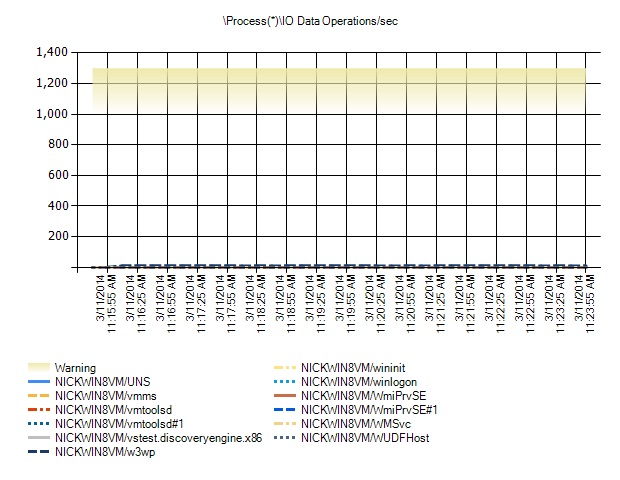 \Process(*)\IO Data Operations/sec
1,400
1,200
1,000
800
600
400
200
3/11/2014
11:15:55 AM
3/11/2014
11:16:25 AM
3/11/2014
11:16:55 AM
3/11/2014
11:17:25 AM
3/11/2014
11:17:55 AM
3/11/2014
11:18:25 AM
3/11/2014
11:18:55 AM
3/11/2014
11:19:25 AM
3/11/2014
11:19:55 AM
3/11/2014
11:20:25 AM
3/11/2014
11:20:55 AM
3/11/2014
11:21:25 AM
3/11/2014
11:21:55 AM
3/11/2014
11:22:25 AM
3/11/2014
11:22:55 AM
3/11/2014
11:23:25 AM
3/11/2014
11:23:55 AM
Warning
NICKWIN8VM/UNS
NICKWIN8VM/vmms
NICKWIN8VM/vmtoolsd
NICKWIN8VM/vmtoolsd#1
NICKWIN8VM/vstest.discoveryengine.x86
NICKWIN8VM/w3wp
NICKWIN8VM/wininit
NICKWIN8VM/winlogon
NICKWIN8VM/WmiPrvSE
NICKWIN8VM/WmiPrvSE#1
NICKWIN8VM/WMSvc
NICKWIN8VM/WUDFHost